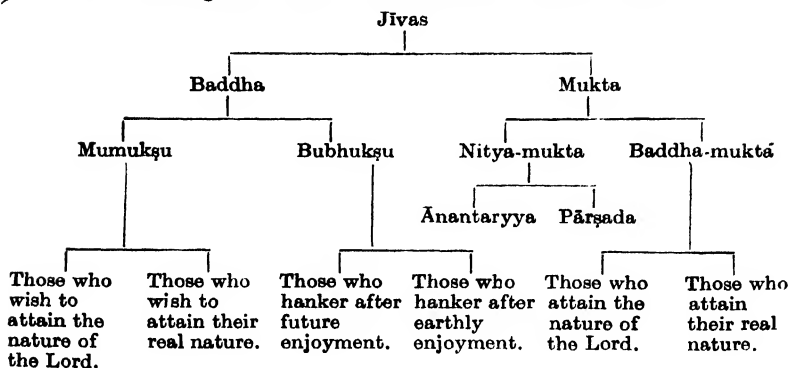 Jīvas
Baddha Mukta
Mumukṣu Bubhukṣu Nitya-mukta Baddha-muktá
Ānantaryya Pārṣada
Those who
wish to
attain the
nature of
the Lord.
Those who
wish to
attain their
real nature.
Those who
hanker after
future
enjoyment.
Those who
hanker after
earthly
enjoyment.
Those who
attain the
nature of
the Lord.
Those who
attain
their real
nature.